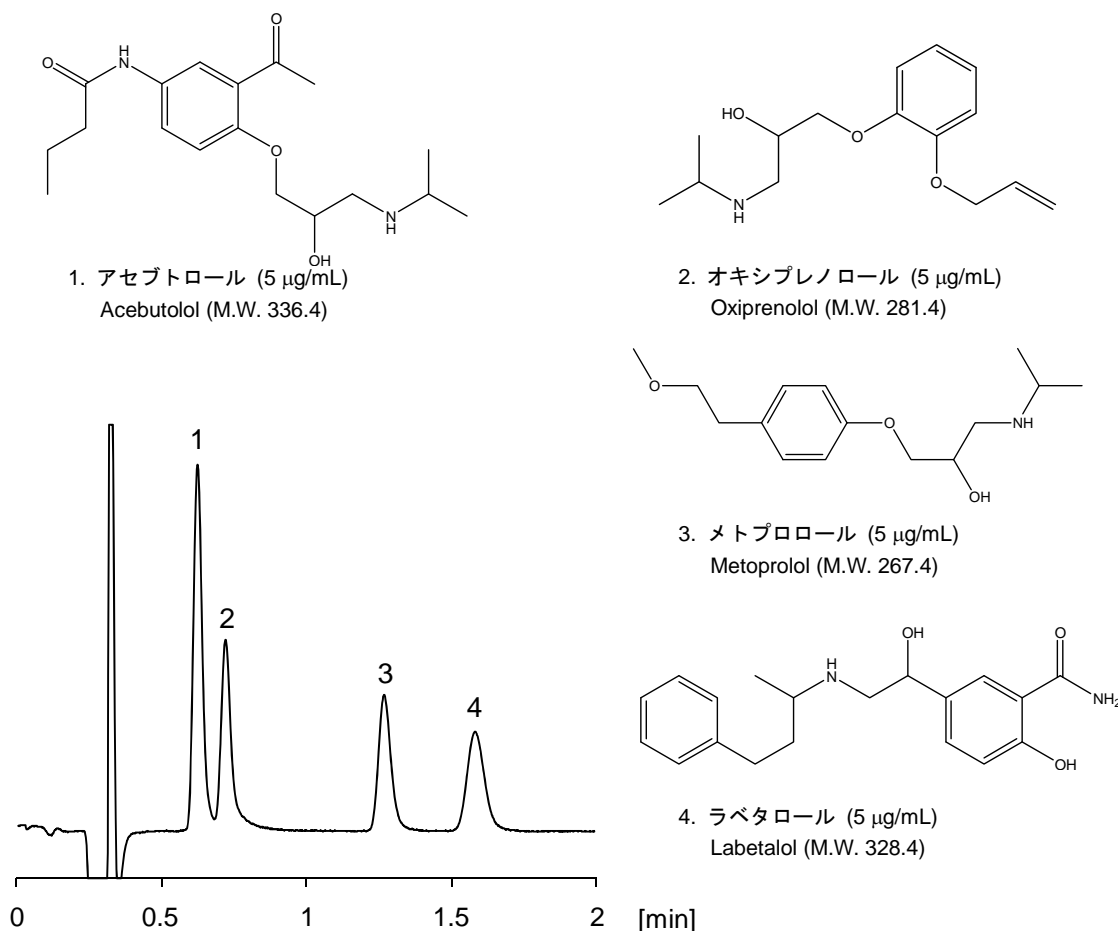 O
O
H
N
O
OH
N
H
1. アセブトロール (5 μg/mL)
Acebutolol (M.W. 336.4)
HO
O
O
N
H
2. オキシプレノロール (5 μg/mL)
Oxiprenolol (M.W. 281.4)
O
O
NH
OH
3. メトプロロール (5 μg/mL)
Metoprolol (M.W. 267.4)
OH
H
N
O
NH2
OH
4. ラベタロール (5 μg/mL)
Labetalol (M.W. 328.4)
1
2
3
4
0 0.5 1 1.5 2 [min]